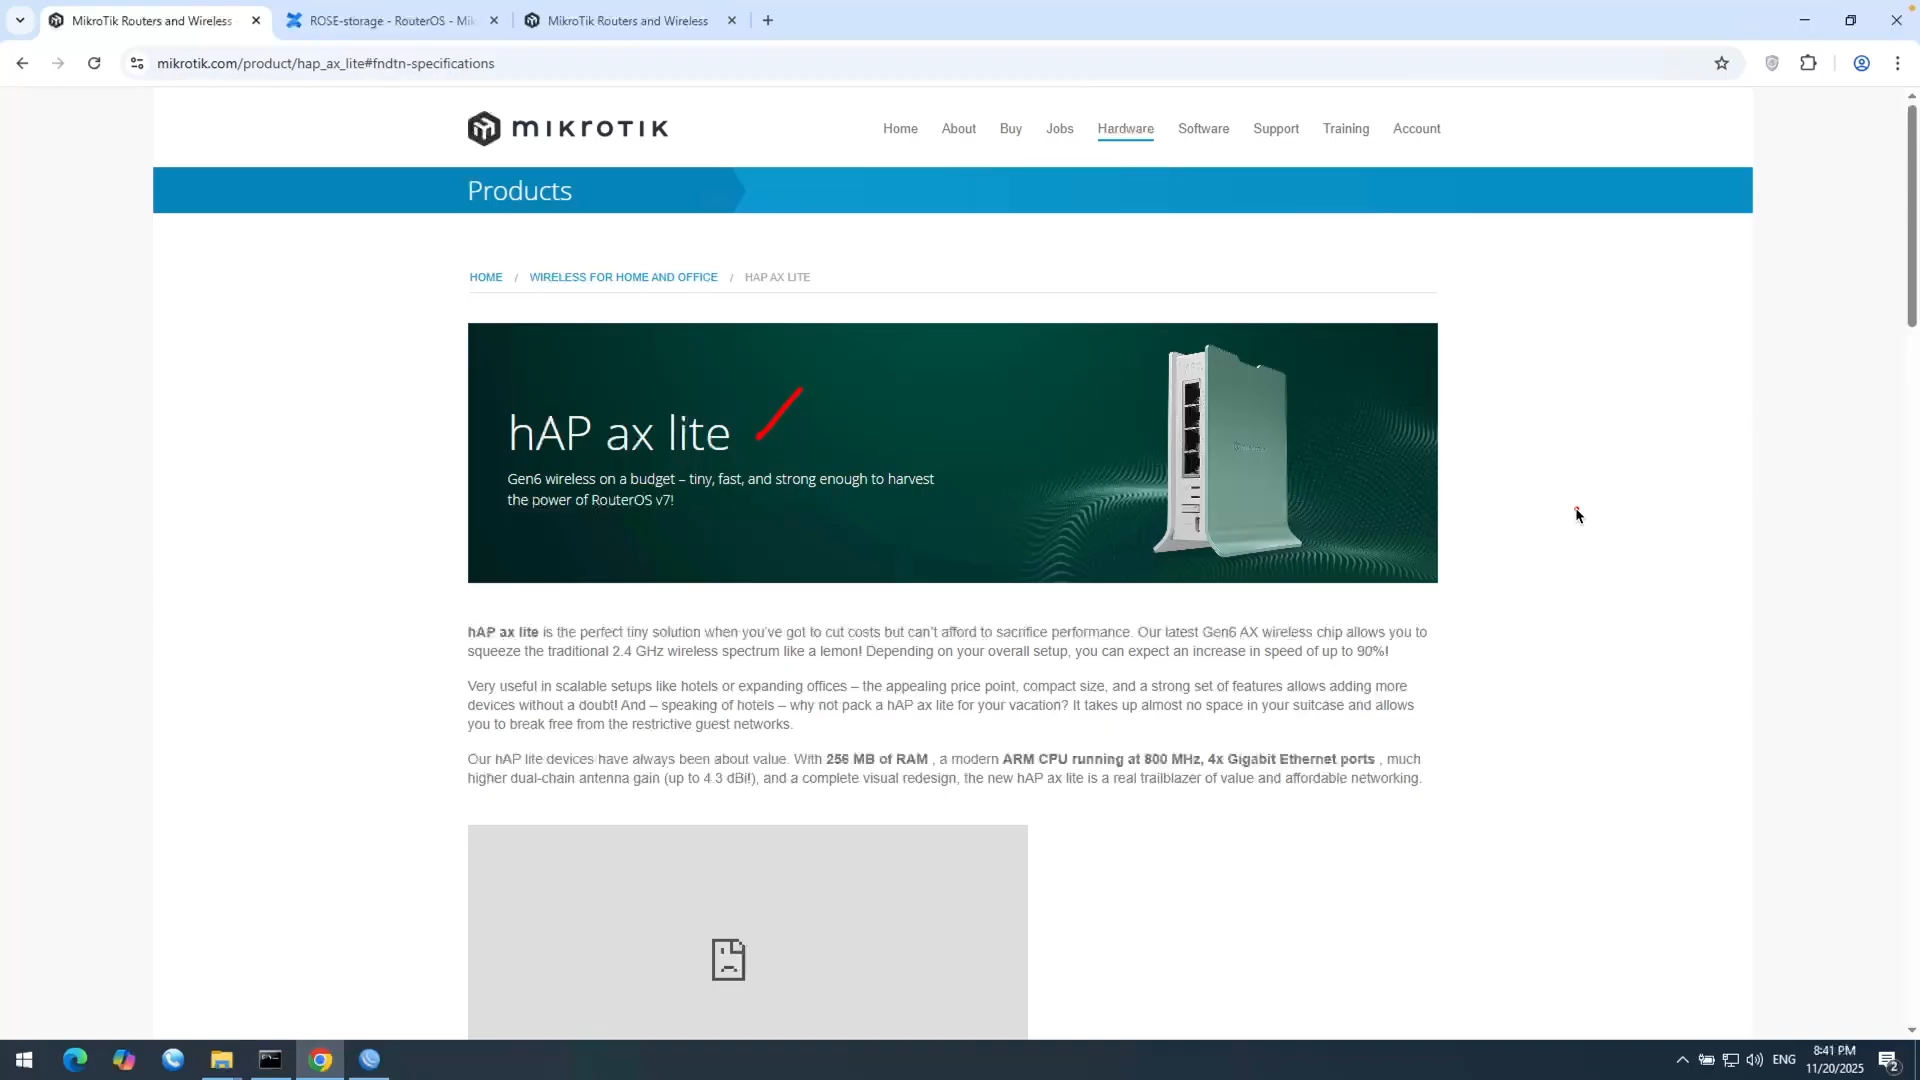 MikroTik Routers and Wireless
ROSE-storage - RouterOS - Mik
MikroTik Routers and Wireless
mikrotik.com/product/hap_ax_lite#fndtn-specifications
mikrotik
Home
About
Buy
Jobs
Hardware
Software
Support
Training
Account
Products
HOME / WIRELESS FOR HOME AND OFFICE / HAP AX LITE
hAP ax lite
Gen6 wireless on a budget – tiny, fast, and strong enough to harvest
the power of RouterOS v7!
hAP ax lite is the perfect tiny solution when you've got to cut costs but can't afford to sacrifice performance. Our latest Gen6 AX wireless chip allows you to
squeeze the traditional 2.4 GHz wireless spectrum like a lemon! Depending on your overall setup, you can expect an increase in speed of up to 90%!
Very useful in scalable setups like hotels or expanding offices – the appealing price point, compact size, and a strong set of features allows adding more
devices without a doubt! And – speaking of hotels – why not pack a hAP ax lite for your vacation? It takes up almost no space in your suitcase and allows
you to break free from the restrictive guest networks.
Our hAP lite devices have always been about value. With 256 MB of RAM , a modern ARM CPU running at 800 MHz, 4x Gigabit Ethernet ports , much
higher dual-chain antenna gain (up to 4.3 dBi!), and a complete visual redesign, the new hAP ax lite is a real trailblazer of value and affordable networking.
ENG
8:41 PM
11/20/2025
2